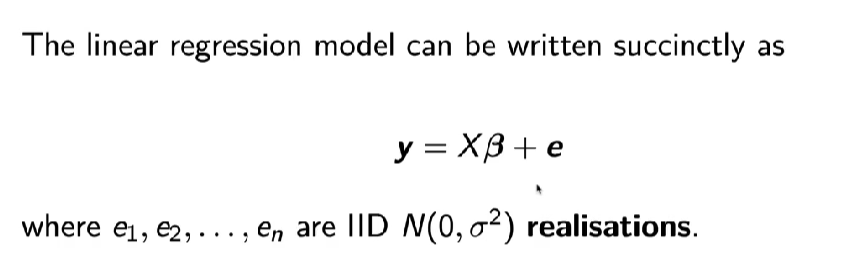 The linear regression model can be written succinctly as
y = Xβ + e
where e₁, e₂, . . . , eₙ are IID N(0, σ²) realisations.